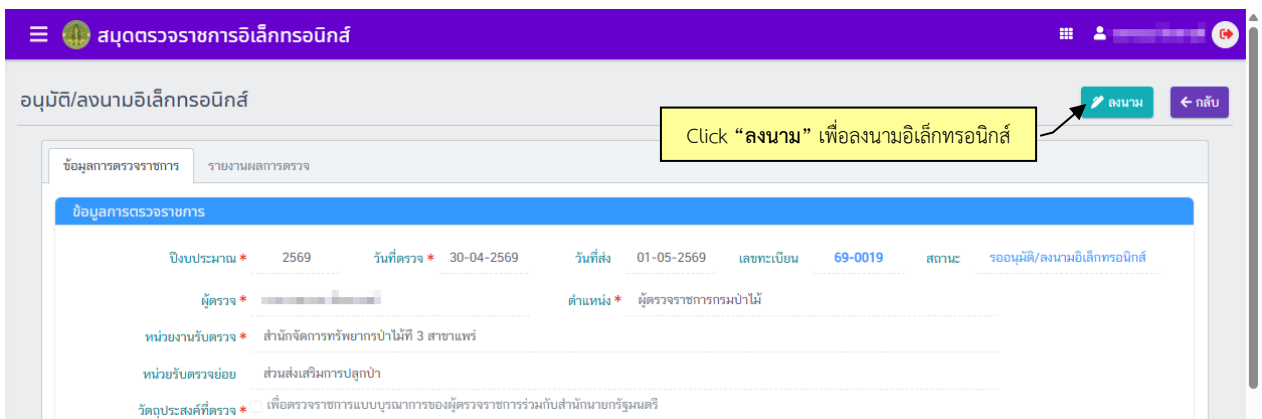 สมุดตรวจราชการอิเล็กทรอนิกส์
อนุมัติ/ลงนามอิเล็กทรอนิกส์
ลงนาม
กลับ
Click “ลงนาม” เพื่อลงนามอิเล็กทรอนิกส์
ข้อมูลการตรวจราชการ รายงานผลการตรวจ
ข้อมูลการตรวจราชการ
ปีงบประมาณ * 2569 วันที่ตรวจ * 30-04-2569 วันที่ส่ง 01-05-2569 เลขทะเบียน 69-0019 สถานะ รออนุมัติ/ลงนามอิเล็กทรอนิกส์
ผู้ตรวจ * ตำแหน่ง * ผู้ตรวจราชการกรมป่าไม้
หน่วยงานรับตรวจ * สำนักจัดการทรัพยากรป่าไม้ที่ 3 สาขาแพร่
หน่วยรับตรวจย่อย ส่วนส่งเสริมการปลูกป่า
วัตถุประสงค์ที่ตรวจ * เพื่อตรวจราชการแบบบูรณาการของผู้ตรวจราชการร่วมกับสำนักนายกรัฐมนตรี